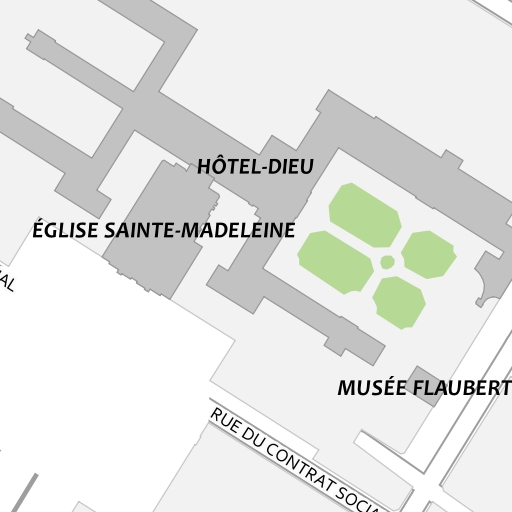 HÔTEL-DIEU
ÉGLISE SAINTE-MADELEINE
MUSÉE FLAUBERT
RUE DU CONTRAT SOCIA